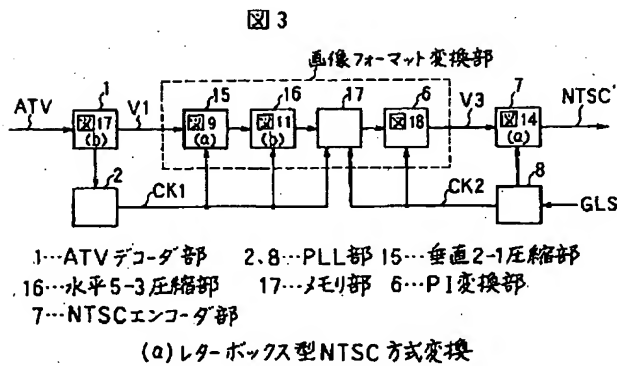 図3
画像フォーマット変換部
1 15 16 17 6 7
ATV V1 V3 NTSC'
図17 (b)
図9 (a)
図11 (b)
図18
図14 (a)
2 CK1 CK2 8
GLS
1…ATVデコーダ部 2.8…PLL部 15…垂直2-1圧縮部
16…水平5-3圧縮部 17…メモリ部 6…PI変換部
7…NTSCエンコーダ部
(a)レターボックス型NTSC方式変換